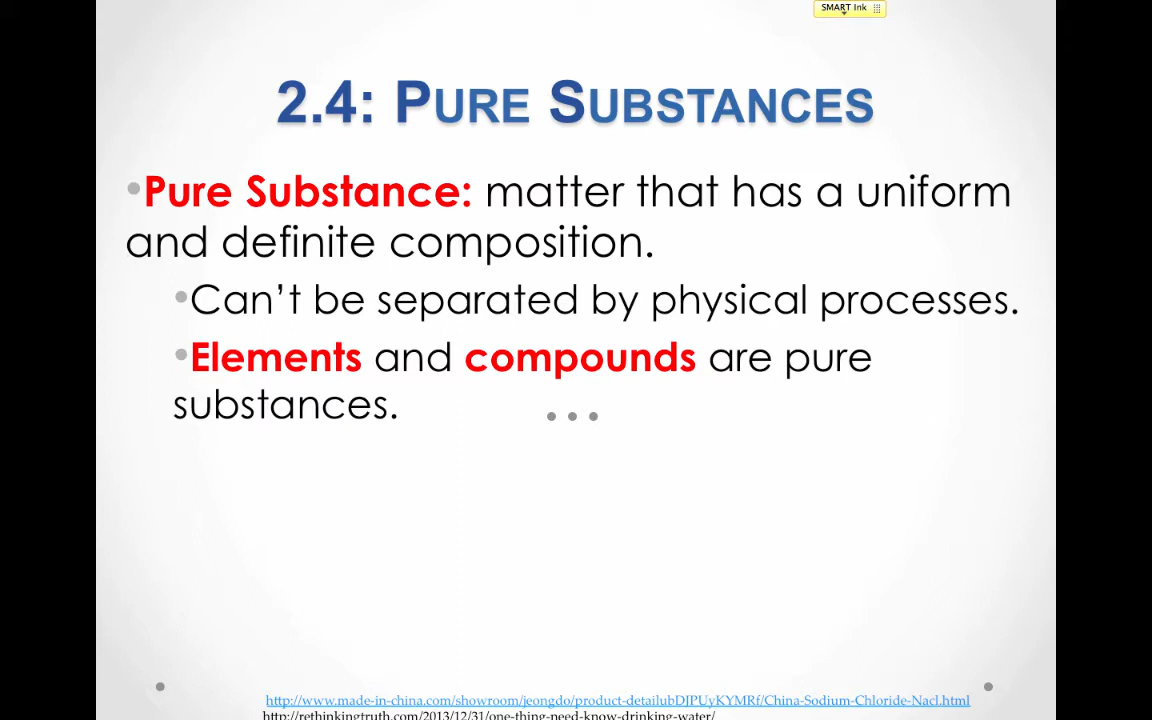 SMART Ink
2.4: PURE SUBSTANCES
•Pure Substance: matter that has a uniform
and definite composition.
•Can’t be separated by physical processes.
•Elements and compounds are pure
substances.
http://www.made-in-china.com/showroom/jeongdo/product-detailubDJPUyKYMRf/China-Sodium-Chloride-Nacl.html
http://rethinkingtruth.com/2013/12/31/one-thing-need-know-drinking-water/